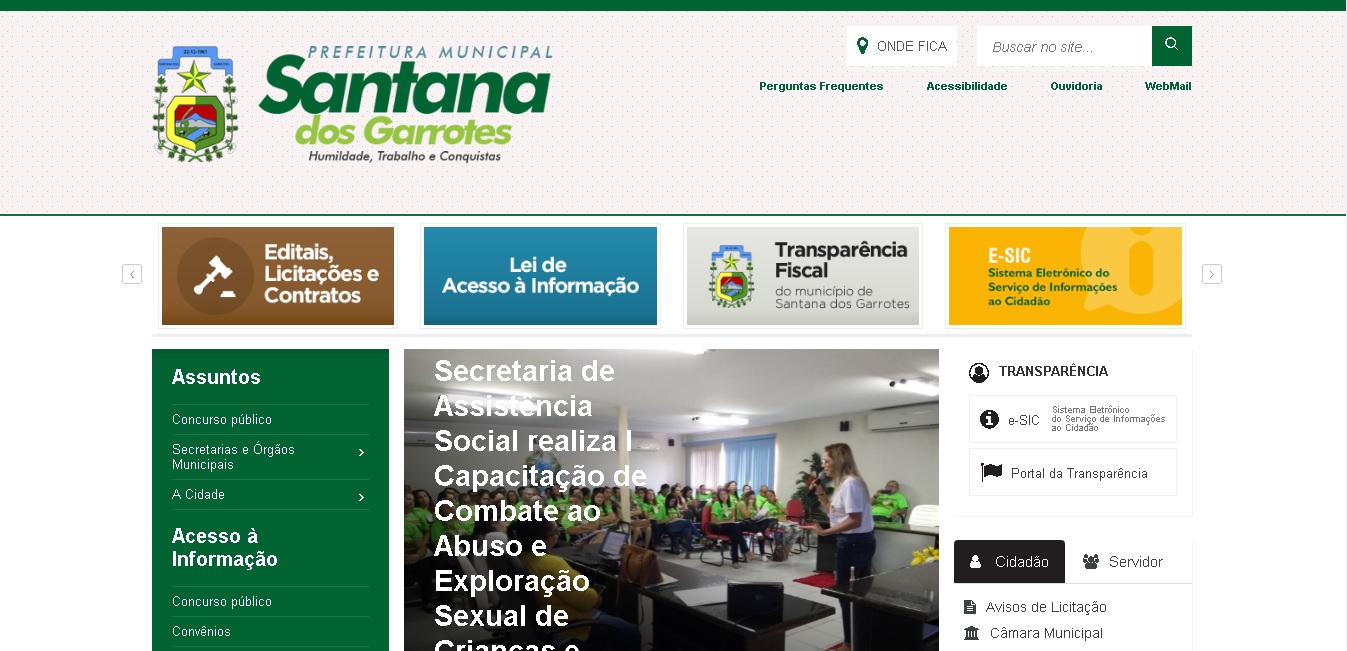 22-12-1961
PREFEITURA MUNICIPAL
Santana
dos Garrotes
Humildade, Trabalho e Conquistas
ONDE FICA
Buscar no site...
Perguntas Frequentes
Acessibilidade
Ouvidoria
WebMail
Editais,
Licitações e
Contratos
Lei de
Acesso à Informação
Transparência
Fiscal
do município de
Santana dos Garrotes
E-SIC
Sistema Eletrônico do
Serviço de Informações
ao Cidadão
Assuntos
Concurso público
Secretarias e Órgãos
Municipais
A Cidade
Acesso à
Informação
Concurso público
Convênios
Secretaria de
Assistência
Social realiza I
Capacitação de
Combate ao
Abuso e
Exploração
Sexual de
Crianças e
TRANSPARÊNCIA
e-SIC
Sistema Eletrônico
do Serviço de Informações
ao Cidadão
Portal da Transparência
Cidadão
Servidor
Avisos de Licitação
Câmara Municipal